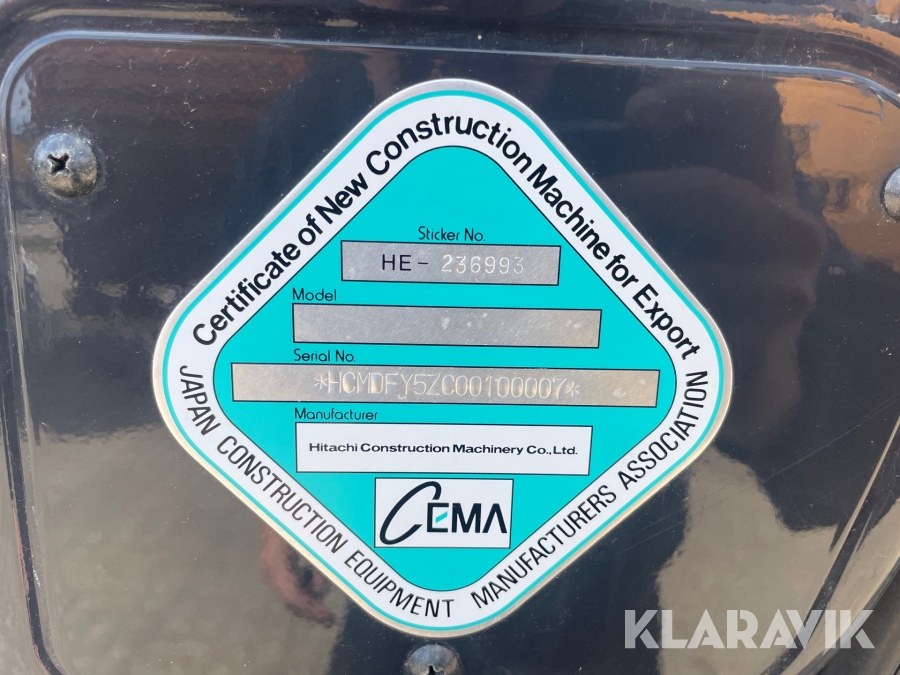 Certificate of New Construction Machine for Export
Sticker No.
HE- 236993
Model
Serial No.
*HCMDFY5ZC00100007*
Manufacturer
Hitachi Construction Machinery Co.,Ltd.
CEMA
JAPAN CONSTRUCTION EQUIPMENT MANUFACTURERS ASSOCIATION
KLARAVIK